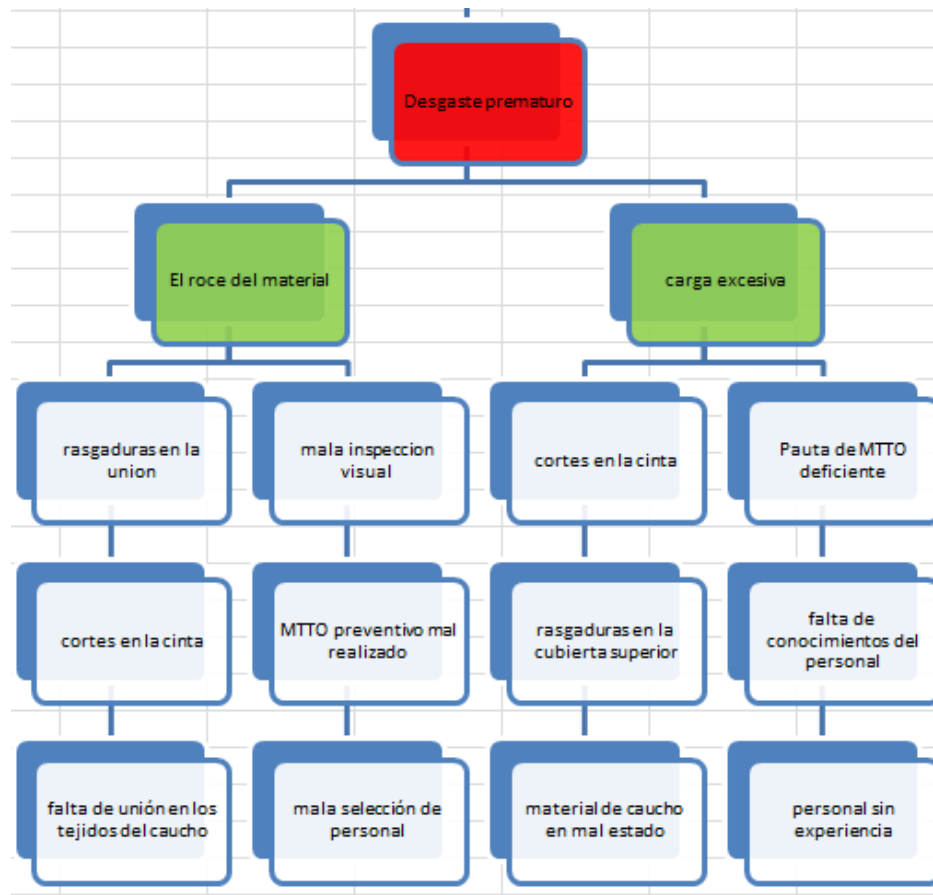 Desgaste prematuro
El roce del material
carga excesiva
rasgaduras en la
union
mala inspeccion
visual
cortes en la cinta
Pauta de MTTO
deficiente
cortes en la cinta
MTTO preventivo mal
realizado
rasgaduras en la
cubierta superior
falta de
conocimientos del
personal
falta de unión en los
tejidos del caucho
mala selección de
personal
material de caucho
en mal estado
personal sin
experiencia